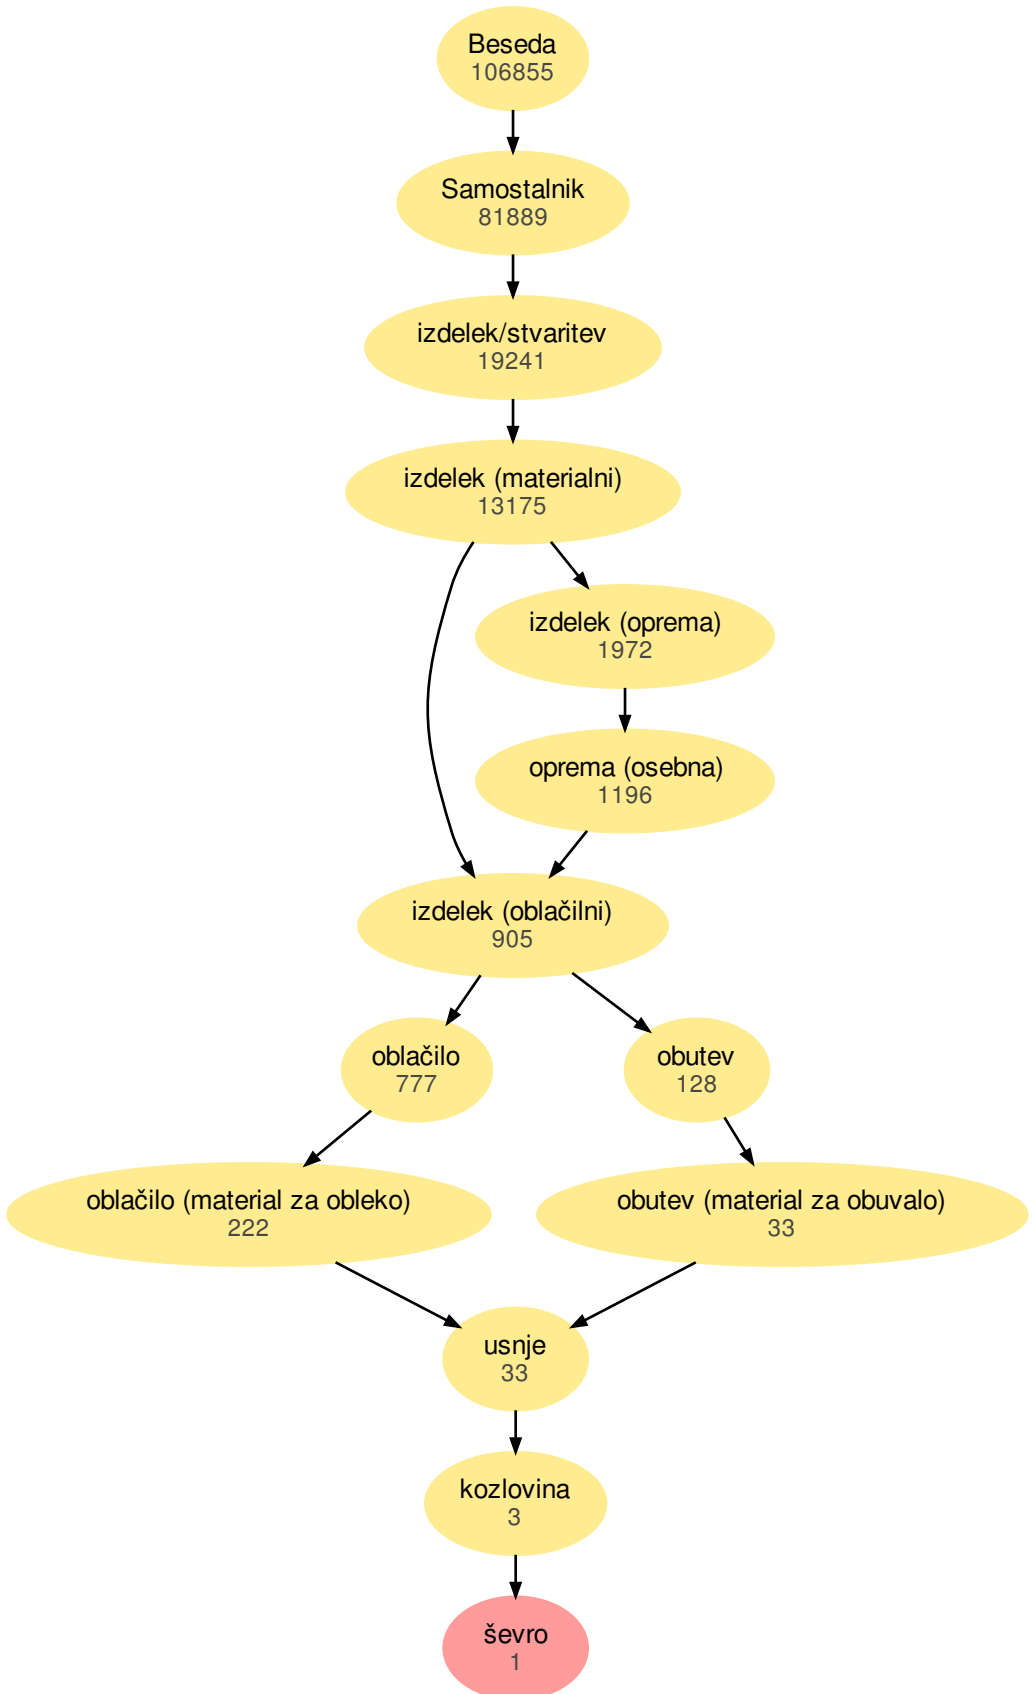 Beseda
106855
Samostalnik
81889
izdelek/stvaritev
19241
izdelek (materialni)
13175
izdelek (oprema)
1972
oprema (osebna)
1196
izdelek (oblačilni)
905
oblačilo
777
obutev
128
oblačilo (material za obleko)
222
obutev (material za obuvalo)
33
usnje
33
kozlovina
3
ševro
1